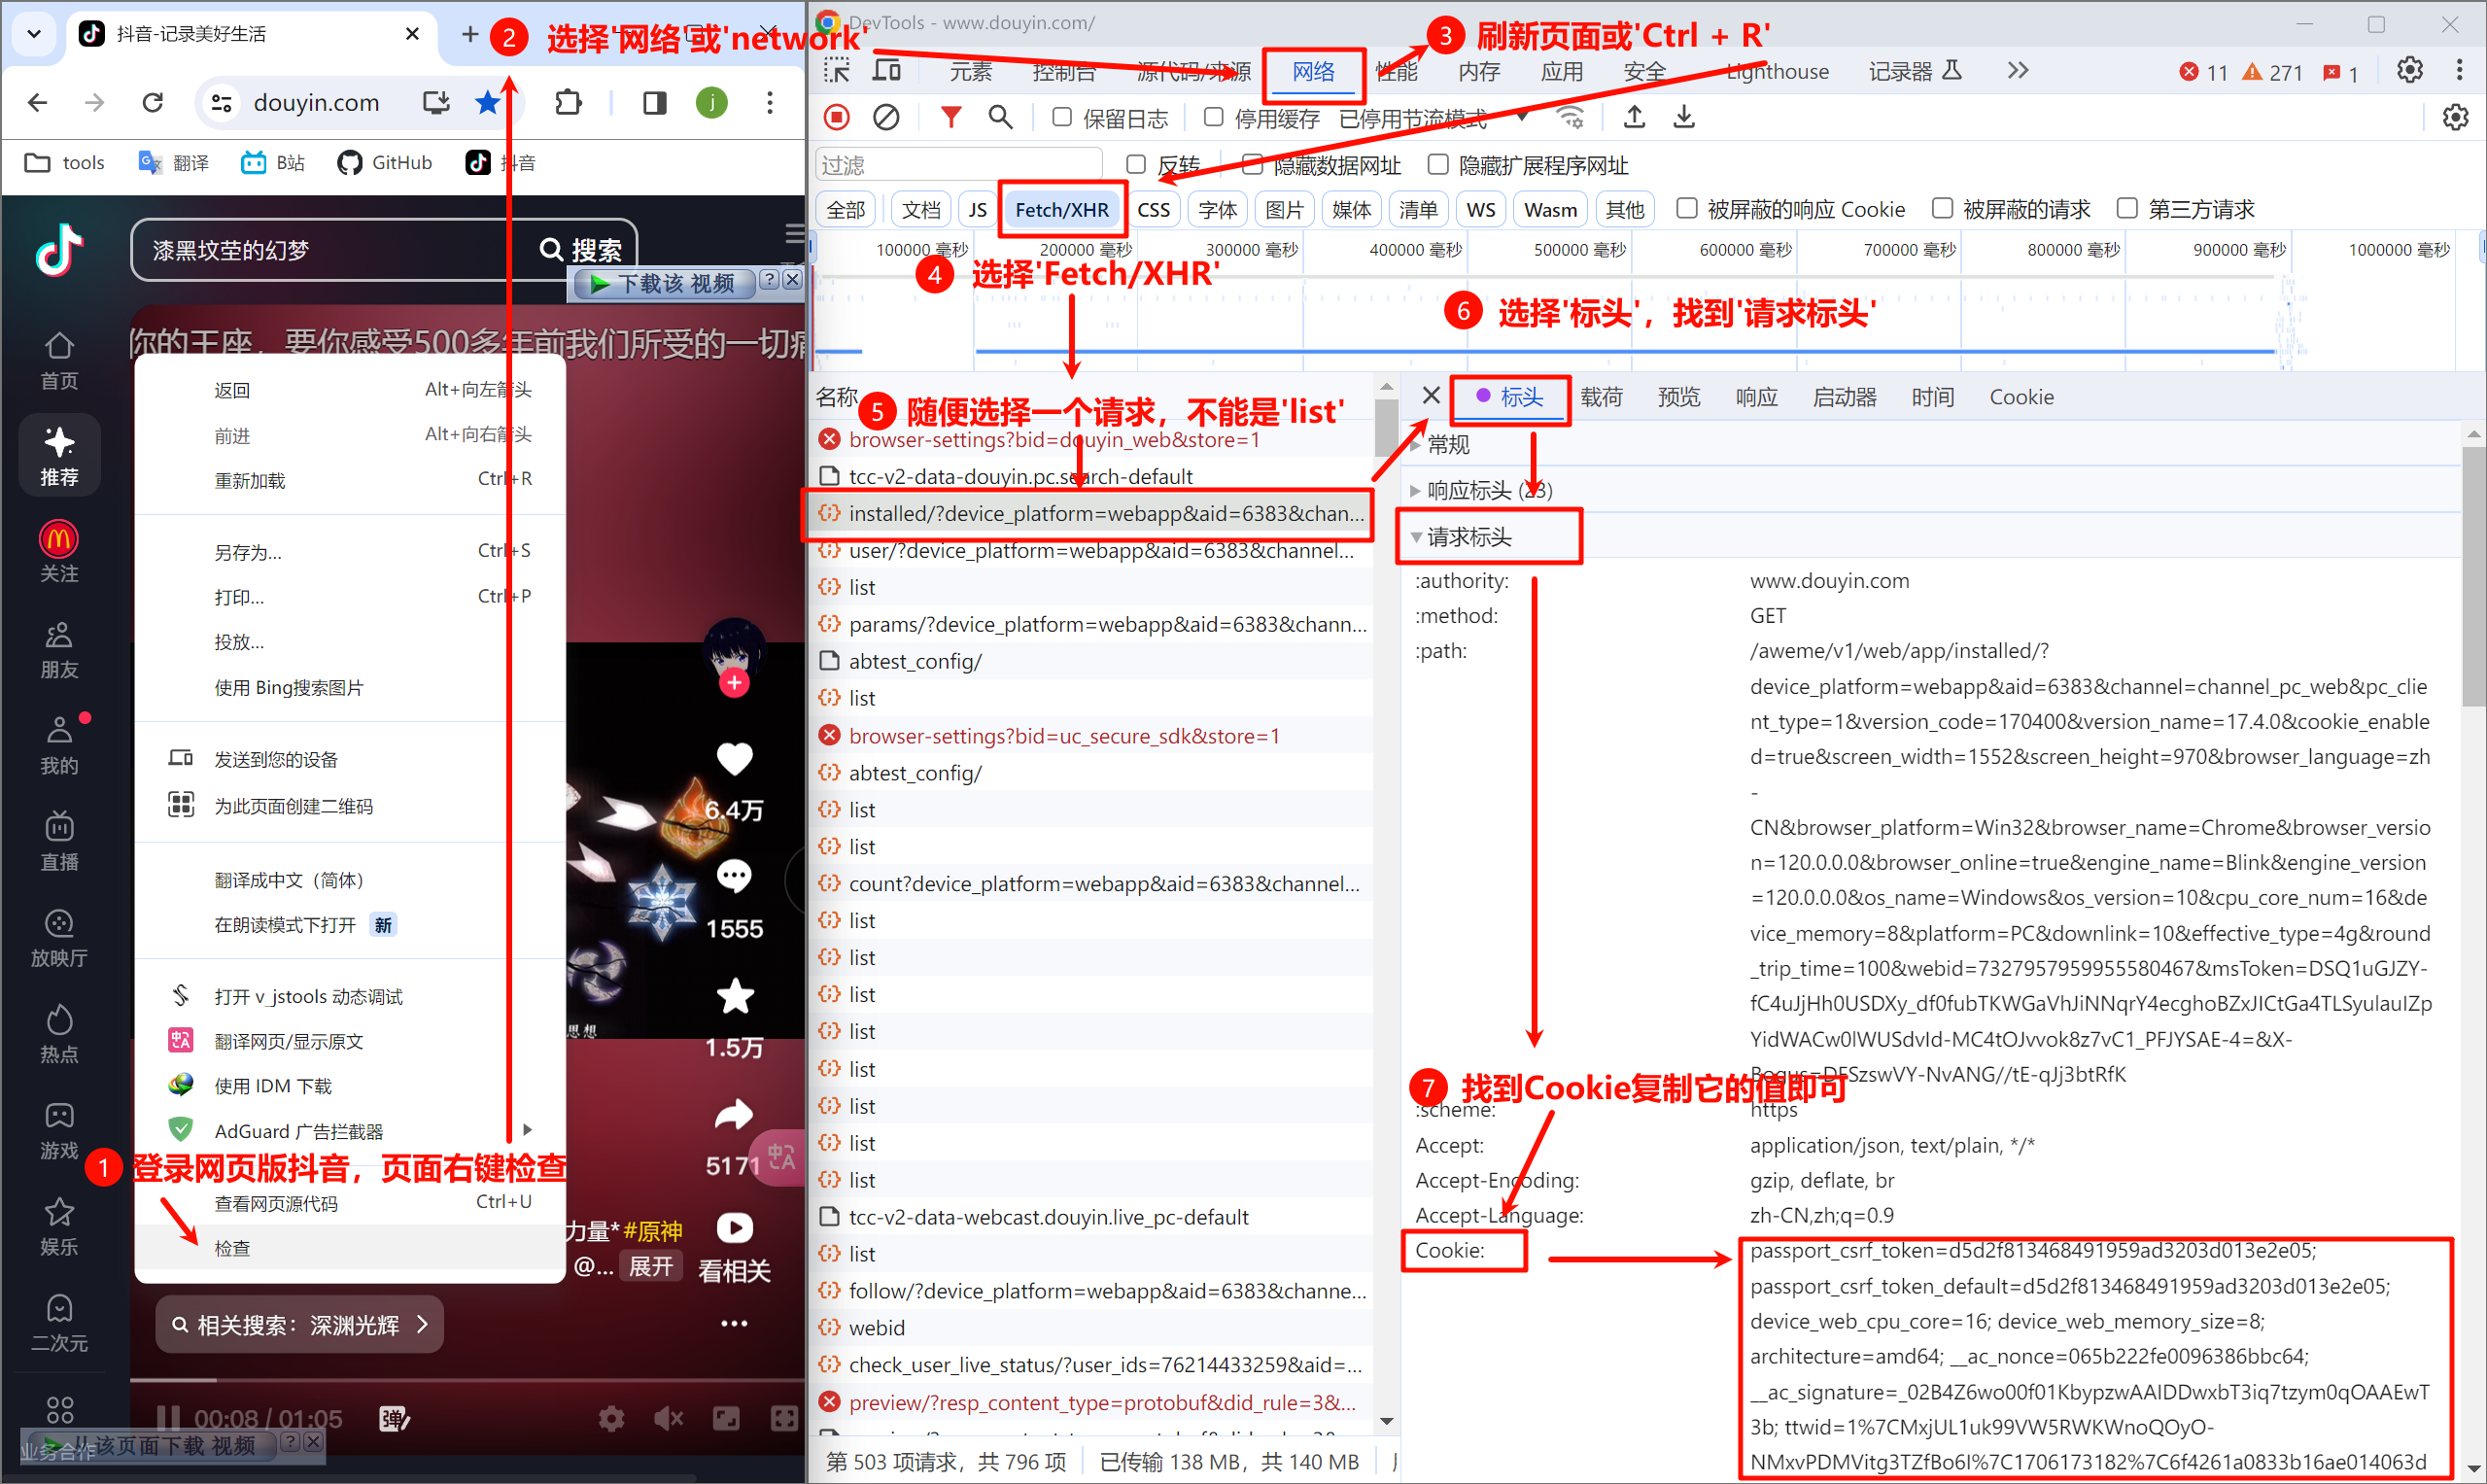 抖音-记录美好生活
2 选择'网络'或'network'
douyin.com
j
tools
翻译
B站
GitHub
抖音
漆黑坟茔的幻梦
搜索
下载该 视频
你的王座，要你感受500多年前我们所受的一切痛
首页
推荐
关注
朋友
我的
直播
放映厅
热点
游戏
娱乐
二次元
业务合作
返回 Alt+向左箭头
前进 Alt+向右箭头
重新加载 Ctrl+R
另存为... Ctrl+S
打印... Ctrl+P
投放...
使用 Bing搜索图片
发送到您的设备
为此页面创建二维码
翻译成中文（简体）
在朗读模式下打开 新
打开 v_jstools 动态调试
翻译网页/显示原文
使用 IDM 下载
AdGuard 广告拦截器
1 登录网页版抖音，页面右键检查
查看网页源代码 Ctrl+U
检查
6.4万
1555
思想
1.5万
5171
力量*#原神
@... 展开
看相关
相关搜索：深渊光辉
00:08 / 01:05
弹
从该页面下载 视频
DevTools - www.douyin.com/
3 刷新页面或'Ctrl + R'
元素 控制台 源代码/来源 网络 性能 内存 应用 安全 Lighthouse 记录器 11 271 1
保留日志 停用缓存 已停用节流模式
过滤 反转 隐藏数据网址 隐藏扩展程序网址
全部 文档 JS Fetch/XHR CSS 字体 图片 媒体 清单 WS Wasm 其他 被屏蔽的响应 Cookie 被屏蔽的请求 第三方请求
100000 毫秒 200000 毫秒 300000 毫秒 400000 毫秒 500000 毫秒 600000 毫秒 700000 毫秒 800000 毫秒 900000 毫秒 1000000 毫秒
4 选择'Fetch/XHR'
6 选择'标头'，找到'请求标头'
名称
5 随便选择一个请求，不能是'list'
browser-settings?bid=douyin_web&store=1
tcc-v2-data-douyin.pc.search-default
installed/?device_platform=webapp&aid=6383&chan...
user/?device_platform=webapp&aid=6383&channel...
list
params/?device_platform=webapp&aid=6383&chann...
abtest_config/
list
browser-settings?bid=uc_secure_sdk&store=1
abtest_config/
list
list
count?device_platform=webapp&aid=6383&channel...
list
list
list
list
list
list
list
list
tcc-v2-data-webcast.douyin.live_pc-default
list
follow/?device_platform=webapp&aid=6383&channe...
webid
check_user_live_status/?user_ids=76214433259&aid=...
preview/?resp_content_type=protobuf&did_rule=3&...
第 503 项请求，共 796 项 已传输 138 MB，共 140 MB
标头 载荷 预览 响应 启动器 时间 Cookie
常规
响应标头 (23)
请求标头
:authority: www.douyin.com
:method: GET
:path: /aweme/v1/web/app/installed/?
device_platform=webapp&aid=6383&channel=channel_pc_web&pc_clie
nt_type=1&version_code=170400&version_name=17.4.0&cookie_enable
d=true&screen_width=1552&screen_height=970&browser_language=zh
-
CN&browser_platform=Win32&browser_name=Chrome&browser_versio
n=120.0.0.0&browser_online=true&engine_name=Blink&engine_version
=120.0.0.0&os_name=Windows&os_version=10&cpu_core_num=16&de
vice_memory=8&platform=PC&downlink=10&effective_type=4g&round
_trip_time=100&webid=7327957959955580467&msToken=DSQ1uGJZY-
fC4uJjHh0USDXy_df0fubTKWGaVhJiNNqrY4ecghoBZxJICtGa4TLSyulauIZp
YidWACw0lWUSdvId-MC4tOJvvok8z7vC1_PFJYSAE-4=&X-
Bogus=DFSzswVY-NvANG//tE-qJj3btRfK
7 找到Cookie复制它的值即可
:scheme: https
Accept: application/json, text/plain, */*
Accept-Encoding: gzip, deflate, br
Accept-Language: zh-CN,zh;q=0.9
Cookie: passport_csrf_token=d5d2f813468491959ad3203d013e2e05;
passport_csrf_token_default=d5d2f813468491959ad3203d013e2e05;
device_web_cpu_core=16; device_web_memory_size=8;
architecture=amd64; __ac_nonce=065b222fe0096386bbc64;
__ac_signature=_02B4Z6wo00f01KbypzwAAIDDwxbT3iq7tzym0qOAAEwT
3b; ttwid=1%7CMxjUL1uk99VW5RWKWnoQOyO-
NMxvPDMVitg3TZfBo6I%7C1706173182%7C6f4261a0833b16ae014063d